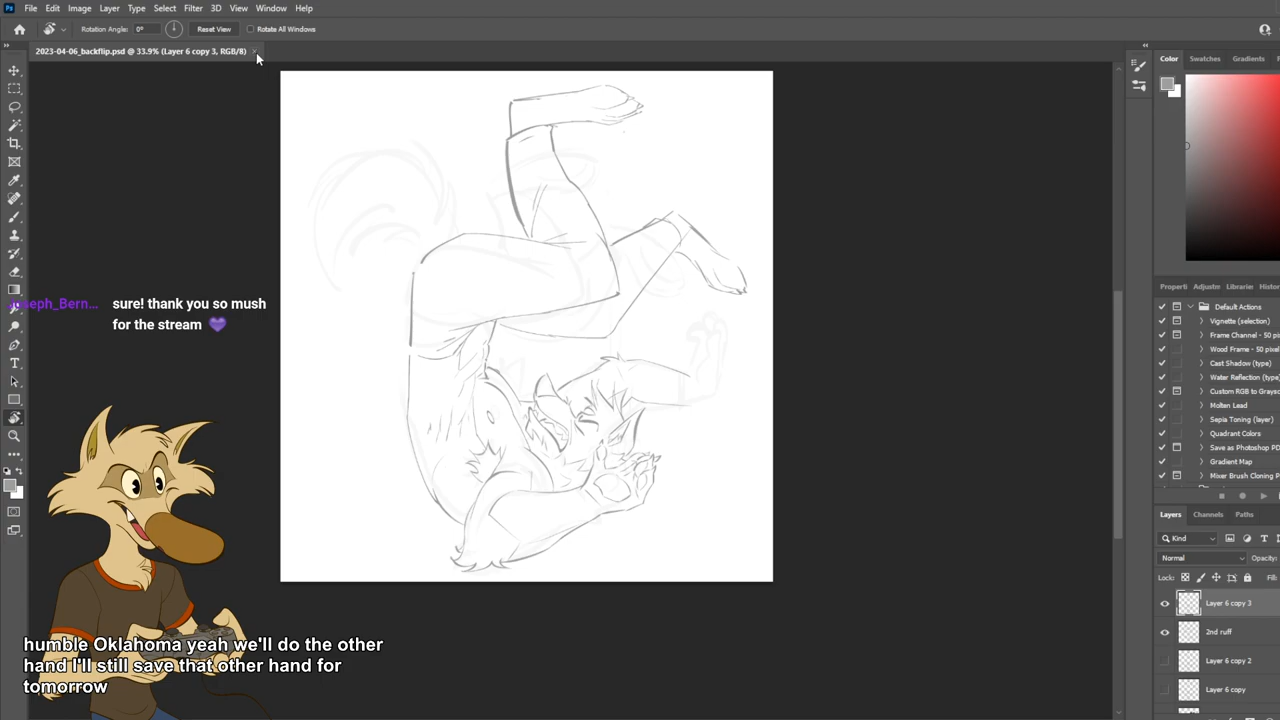 Ps File Edit Image Layer Type Select Filter 3D View Window Help
Rotation Angle: 0° Reset View Rotate All Windows
2023-04-06_backflip.psd @ 33.9% (Layer 6 copy 3, RGB/8) ×
Color Swatches Gradients
sure! thank you so mush
for the stream
Properti Adjustm Librarie Histor
Default Actions
Vignette (selection)
Frame Channel - 50 pixel
Wood Frame - 50 pixel
Cast Shadow (type)
Water Reflection (type)
Custom RGB to Graysc
Molten Lead
Sepia Toning (layer)
Quadrant Colors
Save as Photoshop PD
Gradient Map
Mixer Brush Cloning P
Layers Channels Paths
Kind
Normal Opacity:
Lock: Fill:
Layer 6 copy 3
2nd ruff
Layer 6 copy 2
Layer 6 copy
humble Oklahoma yeah we'll do the other
hand I'll still save that other hand for
tomorrow